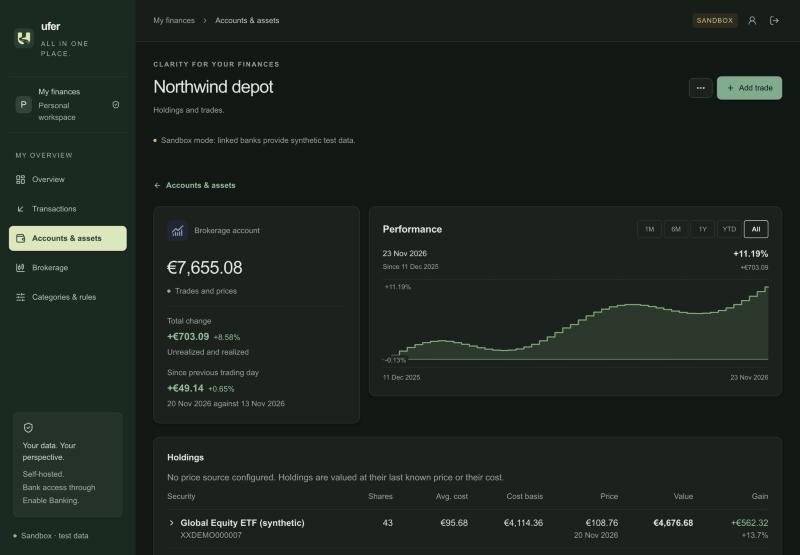 ufer
ALL IN ONE
PLACE.
P
My finances
Personal
workspace
MY OVERVIEW
Overview
Transactions
Accounts & assets
Brokerage
Categories & rules
Your data. Your
perspective.
Self-hosted.
Bank access through
Enable Banking.
Sandbox · test data
My finances > Accounts & assets
SANDBOX
CLARITY FOR YOUR FINANCES
Northwind depot
Holdings and trades.
+ Add trade
Sandbox mode: linked banks provide synthetic test data.
← Accounts & assets
Brokerage account
€7,655.08
Trades and prices
Total change
+€703.09 +8.58%
Unrealized and realized
Since previous trading day
+€49.14 +0.65%
20 Nov 2026 against 13 Nov 2026
Performance
1M 6M 1Y YTD All
23 Nov 2026 +11.19%
Since 11 Dec 2025 +€703.09
+11.19%
-0.13%
11 Dec 2025 23 Nov 2026
Holdings
No price source configured. Holdings are valued at their last known price or their cost.
Security Shares Avg. cost Cost basis Price Value Gain
Global Equity ETF (synthetic) 43 €95.68 €4,114.36 €108.76 €4,676.68 +€562.32
XXDEMO000007 20 Nov 2026 +13.7%